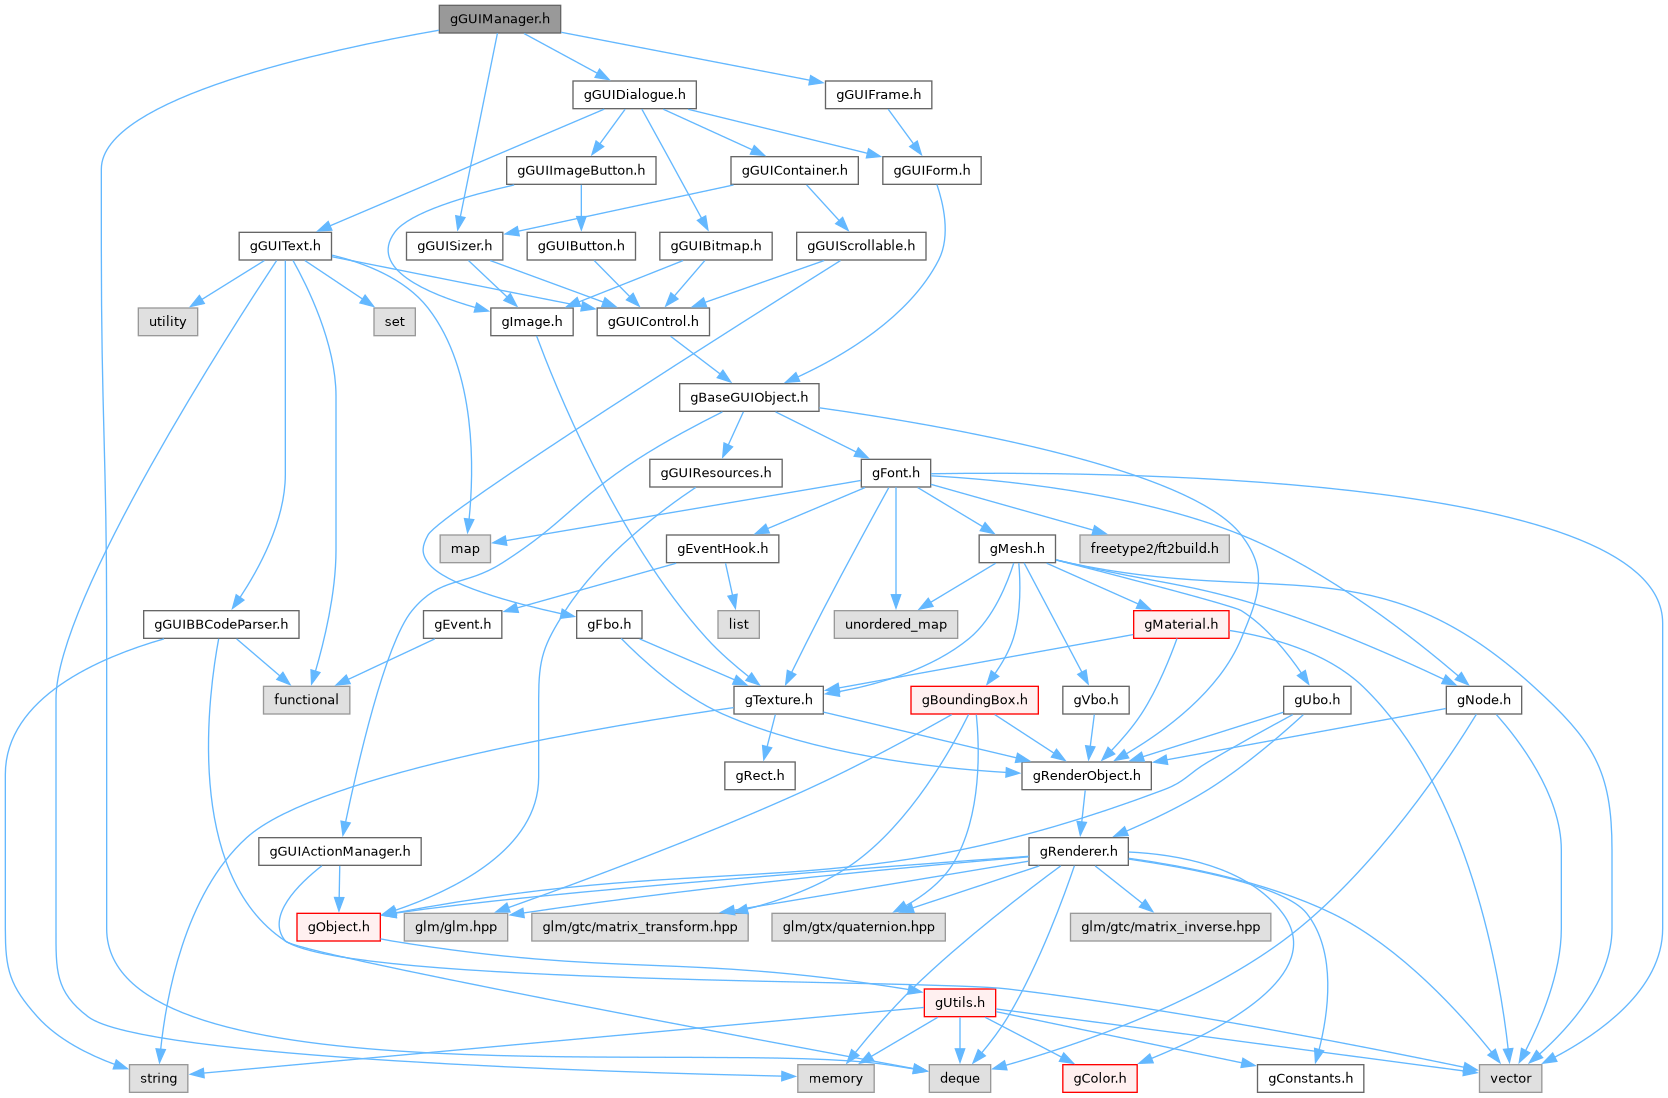 gGUIManager.h
gGUIDialogue.h
gGUIFrame.h
gGUIImageButton.h
gGUIContainer.h
gGUIForm.h
gGUIText.h
gGUISizer.h
gGUIButton.h
gGUIBitmap.h
gGUIScrollable.h
utility
set
gImage.h
gGUIControl.h
gBaseGUIObject.h
gGUIResources.h
gFont.h
map
gEventHook.h
gMesh.h
freetype2/ft2build.h
gGUIBBCodeParser.h
gEvent.h
gFbo.h
list
unordered_map
gMaterial.h
functional
gTexture.h
gBoundingBox.h
gVbo.h
gUbo.h
gNode.h
gRect.h
gRenderObject.h
gGUIActionManager.h
gRenderer.h
gObject.h
glm/glm.hpp
glm/gtc/matrix_transform.hpp
glm/gtx/quaternion.hpp
glm/gtc/matrix_inverse.hpp
gUtils.h
string
memory
deque
gColor.h
gConstants.h
vector